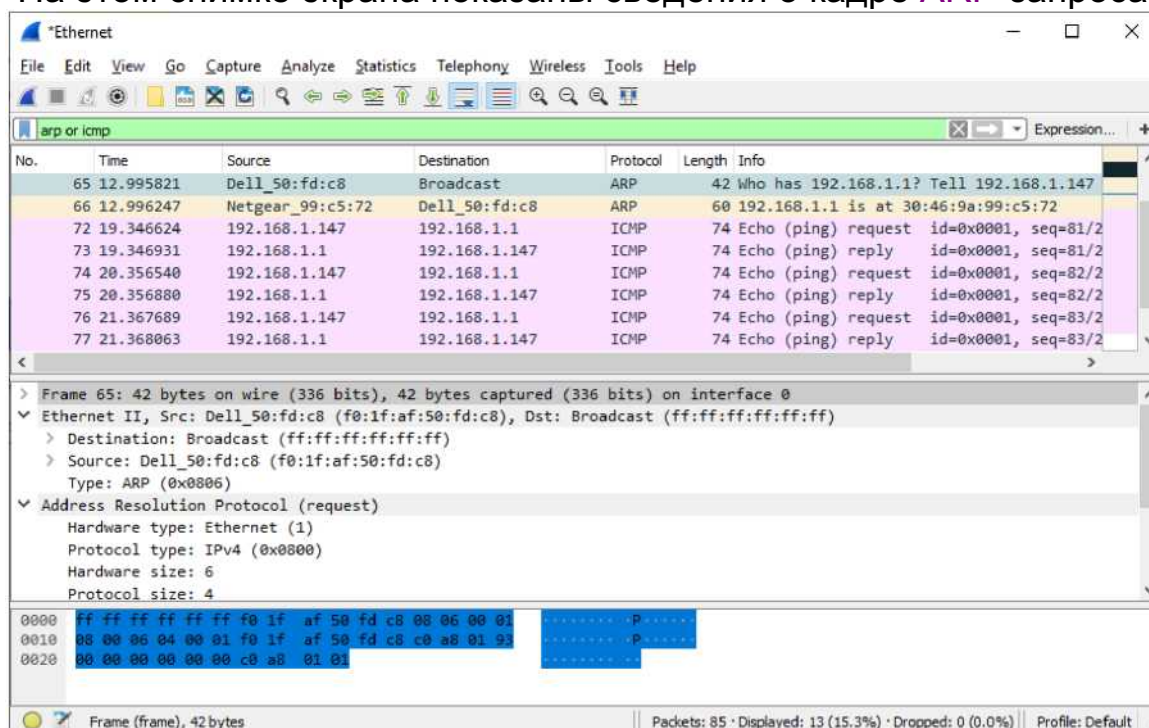 На этом снимке экрана показаны сведения о кадре ARP-запроса
*Ethernet
File Edit View Go Capture Analyze Statistics Telephony Wireless Tools Help
arp or icmp Expression... +
No. Time Source Destination Protocol Length Info
65 12.995821 Dell_50:fd:c8 Broadcast ARP 42 Who has 192.168.1.1? Tell 192.168.1.147
66 12.996247 Netgear_99:c5:72 Dell_50:fd:c8 ARP 60 192.168.1.1 is at 30:46:9a:99:c5:72
72 19.346624 192.168.1.147 192.168.1.1 ICMP 74 Echo (ping) request id=0x0001, seq=81/2
73 19.346931 192.168.1.1 192.168.1.147 ICMP 74 Echo (ping) reply id=0x0001, seq=81/2
74 20.356540 192.168.1.147 192.168.1.1 ICMP 74 Echo (ping) request id=0x0001, seq=82/2
75 20.356880 192.168.1.1 192.168.1.147 ICMP 74 Echo (ping) reply id=0x0001, seq=82/2
76 21.367689 192.168.1.147 192.168.1.1 ICMP 74 Echo (ping) request id=0x0001, seq=83/2
77 21.368063 192.168.1.1 192.168.1.147 ICMP 74 Echo (ping) reply id=0x0001, seq=83/2
Frame 65: 42 bytes on wire (336 bits), 42 bytes captured (336 bits) on interface 0
Ethernet II, Src: Dell_50:fd:c8 (f0:1f:af:50:fd:c8), Dst: Broadcast (ff:ff:ff:ff:ff:ff)
Destination: Broadcast (ff:ff:ff:ff:ff:ff)
Source: Dell_50:fd:c8 (f0:1f:af:50:fd:c8)
Type: ARP (0x0806)
Address Resolution Protocol (request)
Hardware type: Ethernet (1)
Protocol type: IPv4 (0x0800)
Hardware size: 6
Protocol size: 4
0000 ff ff ff ff ff ff f0 1f af 50 fd c8 08 06 00 01 ········ ·P······
0010 08 00 06 04 00 01 f0 1f af 50 fd c8 c0 a8 01 93 ········ ·P······
0020 00 00 00 00 00 00 c0 a8 01 01 ········ ··
Frame (frame), 42 bytes Packets: 85 · Displayed: 13 (15.3%) · Dropped: 0 (0.0%) Profile: Default